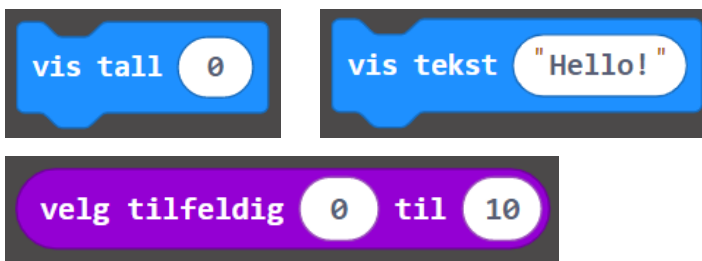 vis tall 0
vis tekst "Hello!"
velg tilfeldig 0 til 10